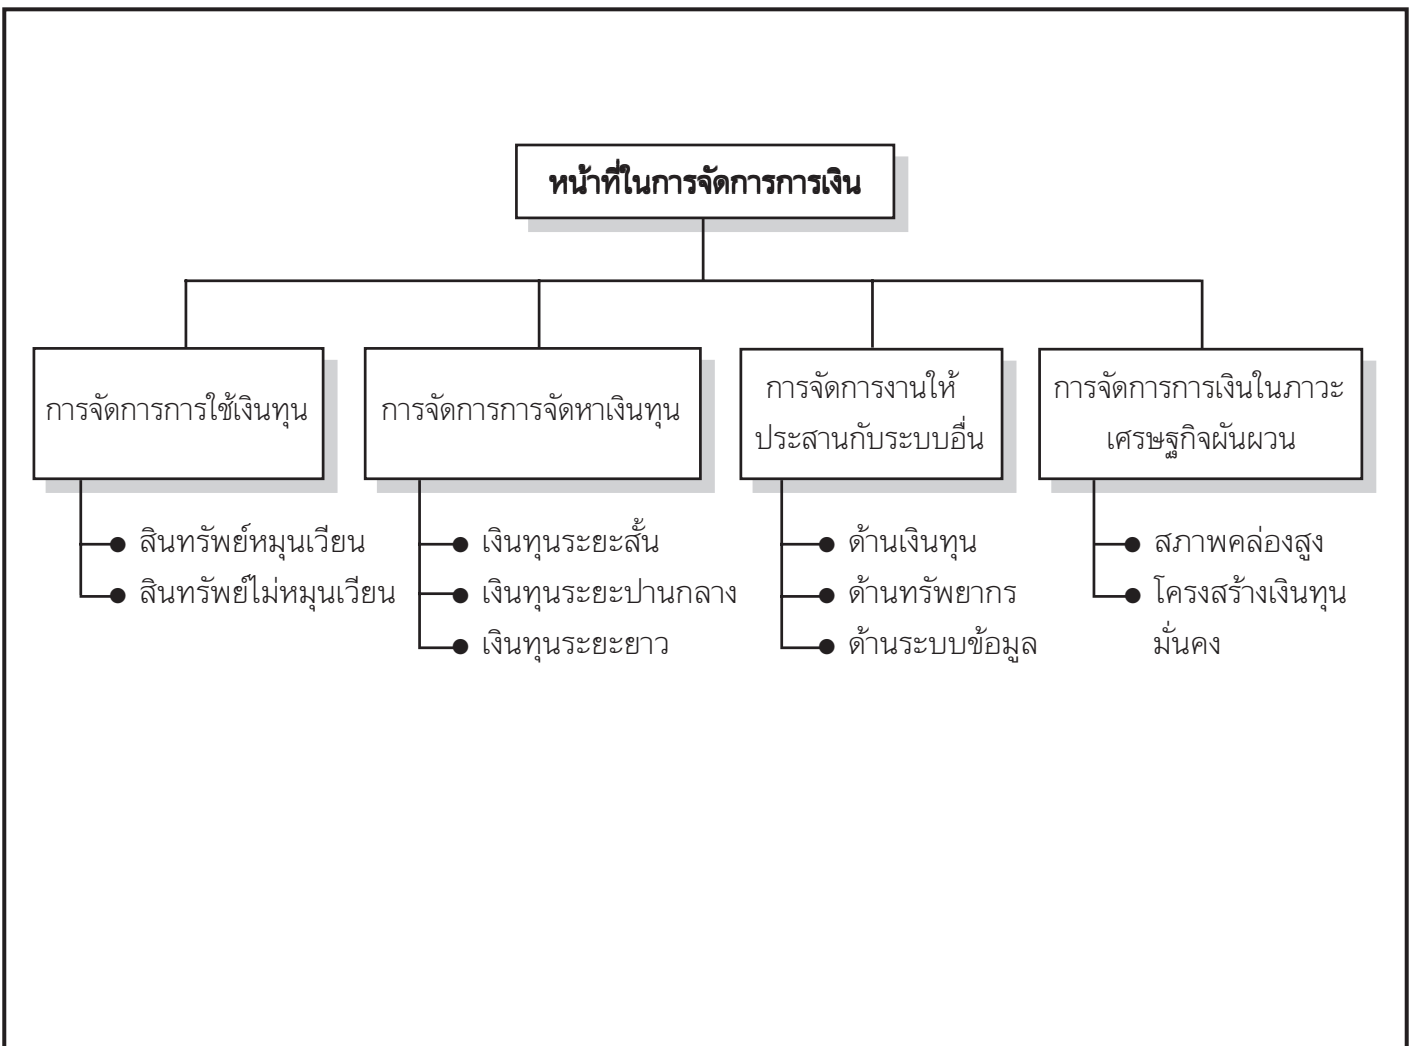 หน้าที่ในการจัดการการเงิน
การจัดการการใช้เงินทุน
สินทรัพย์หมุนเวียน
สินทรัพย์ไม่หมุนเวียน
การจัดการการจัดหาเงินทุน
เงินทุนระยะสั้น
เงินทุนระยะปานกลาง
เงินทุนระยะยาว
การจัดการงานให้
ประสานกับระบบอื่น
ด้านเงินทุน
ด้านทรัพยากร
ด้านระบบข้อมูล
การจัดการการเงินในภาวะ
เศรษฐกิจผันผวน
สภาพคล่องสูง
โครงสร้างเงินทุน
มั่นคง